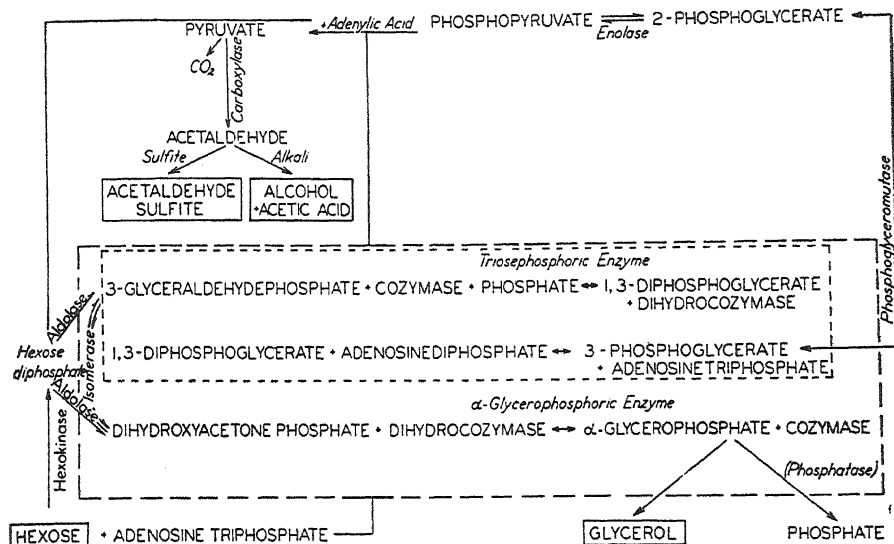 +Adenylic Acid PHOSPHOPYRUVATE ⇌ 2-PHOSPHOGLYCERATE
PYRUVATE
Enolase
CO₂
Carboxylase
ACETALDEHYDE
Sulfite Alkali
ACETALDEHYDE SULFITE
ALCOHOL +ACETIC ACID
Phosphoglyceromutase
Triosephosphoric Enzyme
3-GLYCERALDEHYDEPHOSPHATE + COZYMASE + PHOSPHATE ↔ 1,3-DIPHOSPHOGLYCERATE
+ DIHYDROCOZYMASE
Aldolase
Isomerase
Hexose
diphosphate
1,3-DIPHOSPHOGLYCERATE + ADENOSINEDIPHOSPHATE ↔ 3-PHOSPHOGLYCERATE
+ ADENOSINETRIPHOSPHATE
Aldolase
α-Glycerophosphoric Enzyme
DIHYDROXYACETONE PHOSPHATE + DIHYDROCOZYMASE ↔ α-GLYCEROPHOSPHATE + COZYMASE
Hexokinase
(Phosphatase)
HEXOSE + ADENOSINE TRIPHOSPHATE
GLYCEROL PHOSPHATE